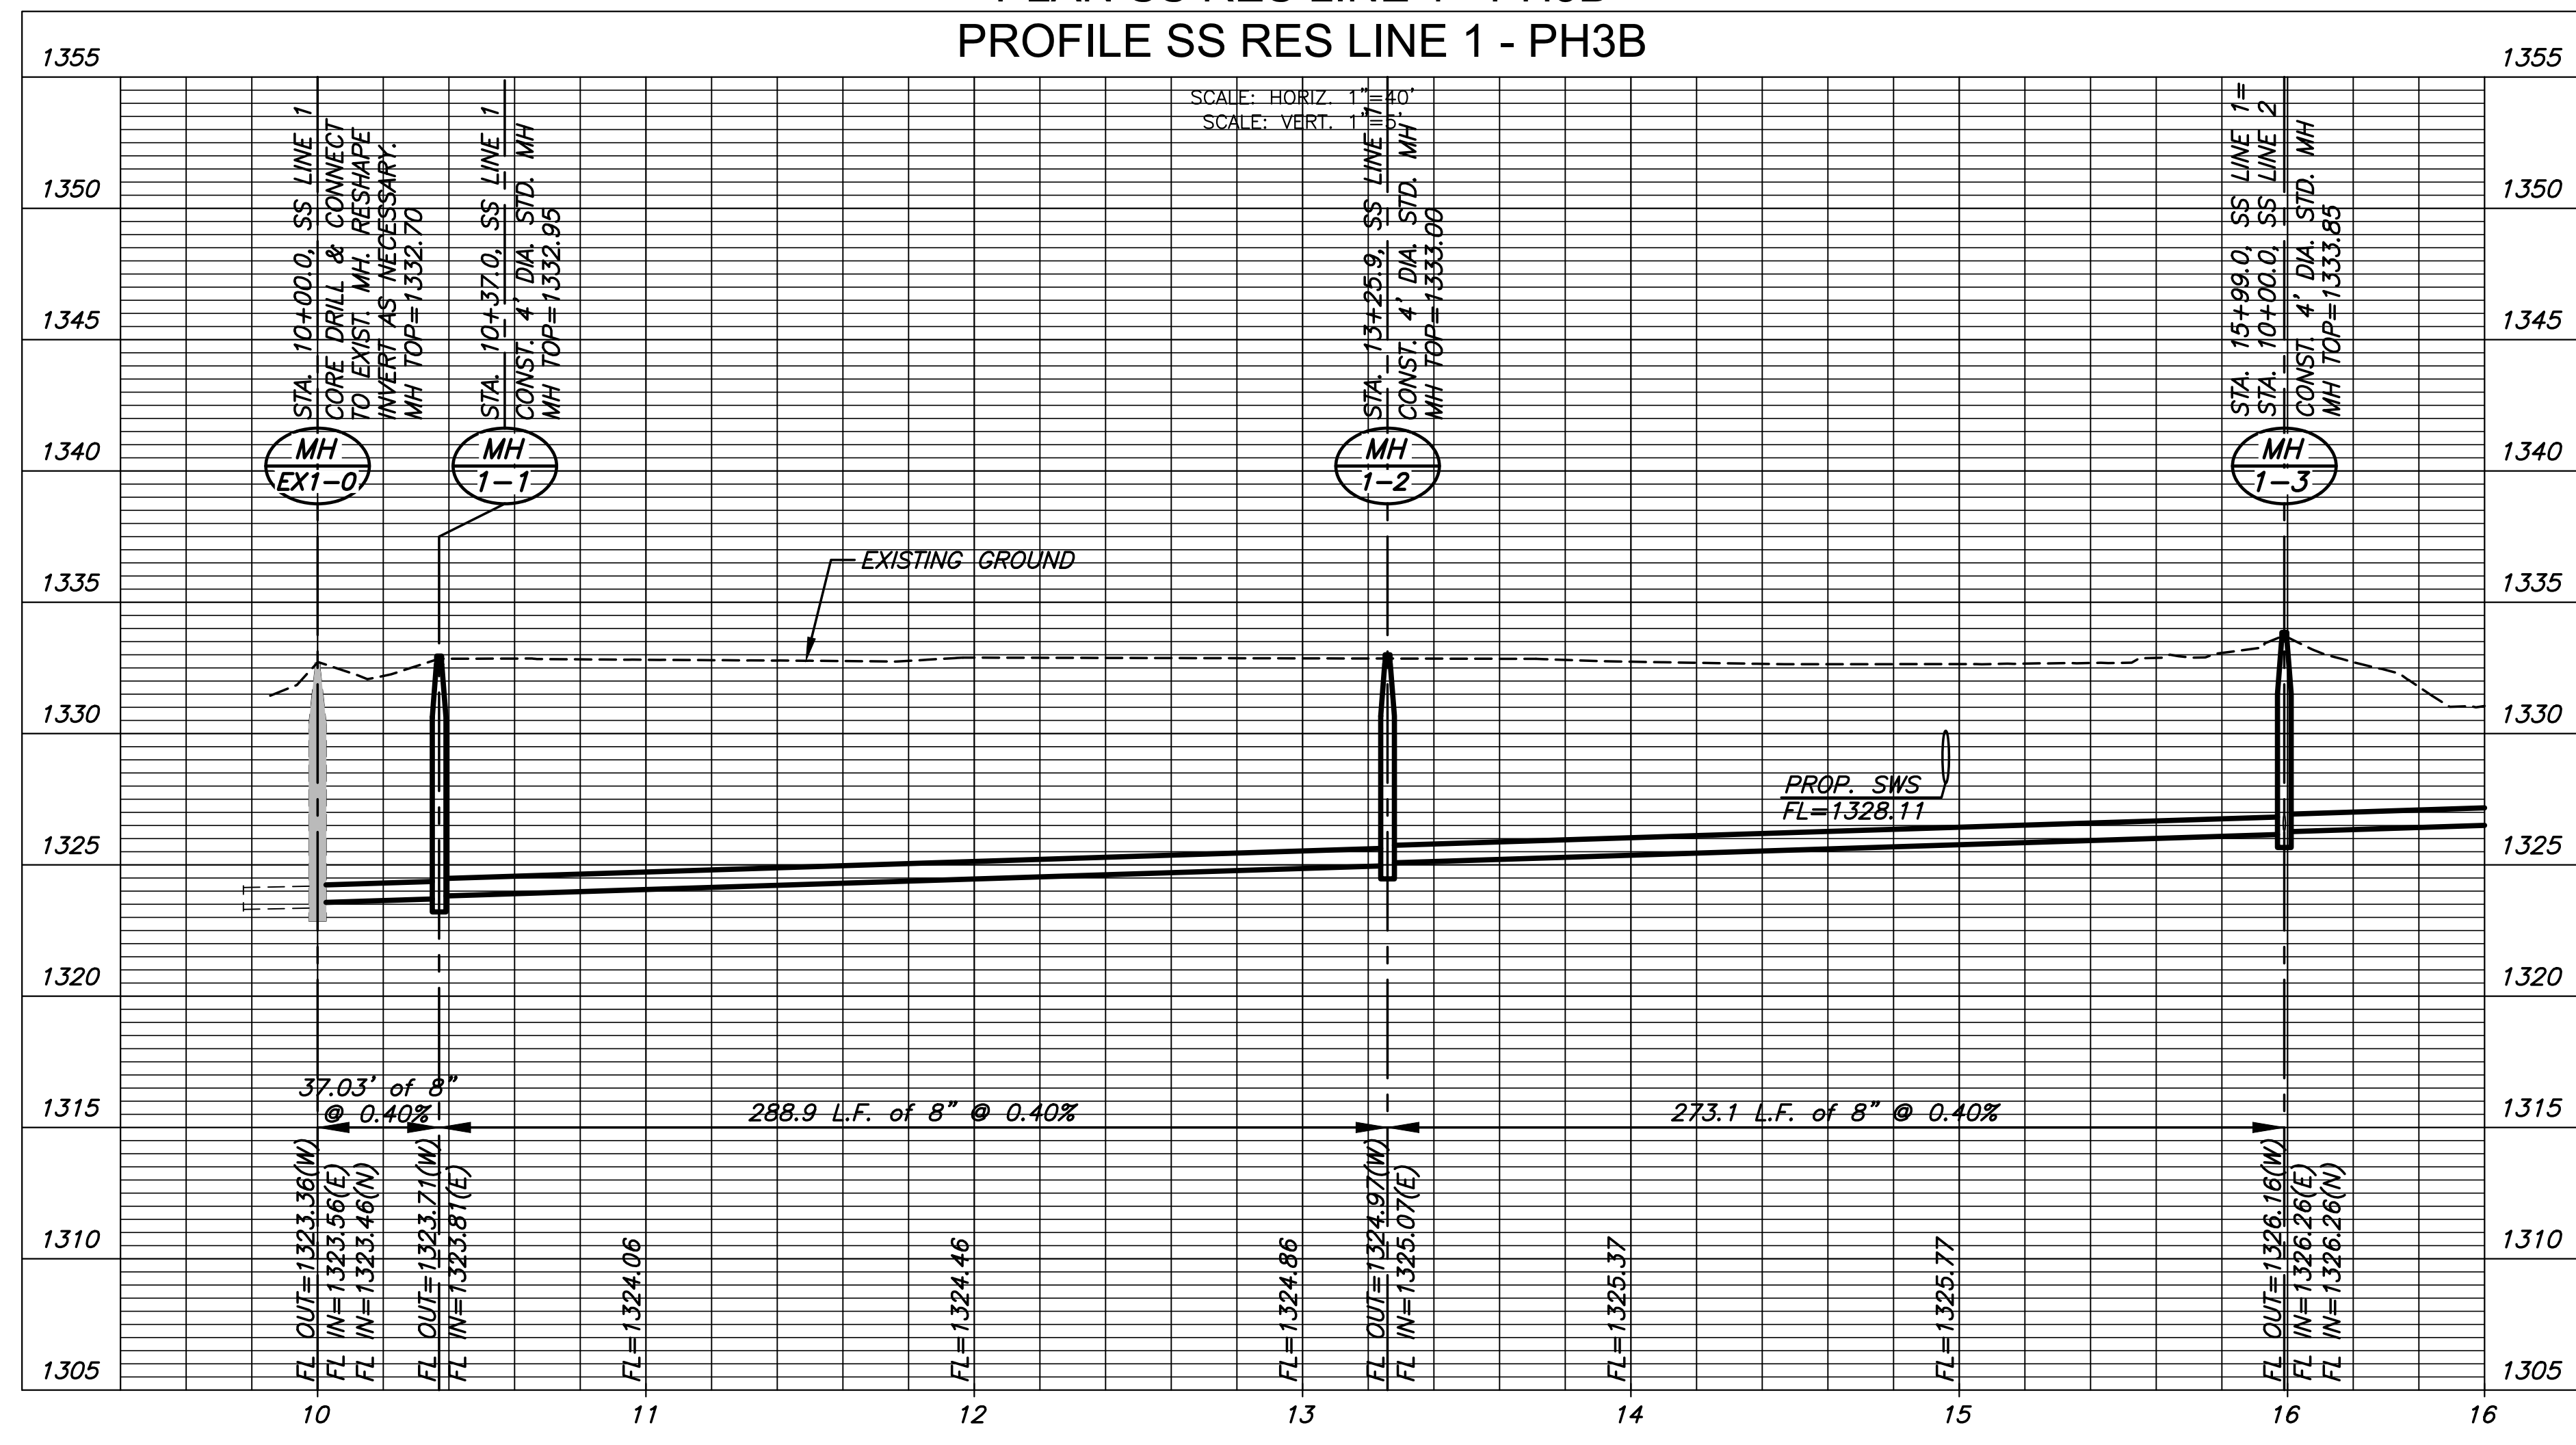 PROFILE SS RES LINE 1 - PH3B
SCALE: HORIZ. 1"=40'
SCALE: VERT. 1"=5'
1355
1350
1345
1340
1335
1330
1325
1320
1315
1310
1305
1355
1350
1345
1340
1335
1330
1325
1320
1315
1310
1305
STA. 10+00.0, SS LINE 1
CORE DRILL & CONNECT
TO EXIST. MH. RESHAPE
INVERT AS NECESSARY.
MH TOP=1332.70
STA. 10+37.0, SS LINE 1
CONST. 4' DIA. STD. MH
MH TOP=1332.95
STA. 13+25.9, SS LINE 1
CONST. 4' DIA. STD. MH
MH TOP=1333.00
STA. 15+99.0, SS LINE 1=
STA. 10+00.0, SS LINE 2
CONST. 4' DIA. STD. MH
MH TOP=1333.85
MH
EX1-0
MH
1-1
MH
1-2
MH
1-3
EXISTING GROUND
PROP. SWS
FL=1328.11
37.03' of 8"
@ 0.40%
288.9 L.F. of 8" @ 0.40%
273.1 L.F. of 8" @ 0.40%
FL OUT=1323.36(W)
FL IN=1323.56(E)
FL IN=1323.46(N)
FL OUT=1323.71(W)
FL IN=1323.81(E)
FL=1324.06
FL=1324.46
FL=1324.86
FL OUT=1324.97(W)
FL IN=1325.07(E)
FL=1325.37
FL=1325.77
FL OUT=1326.16(W)
FL IN=1326.26(E)
FL IN=1326.26(N)
10
11
12
13
14
15
16
16